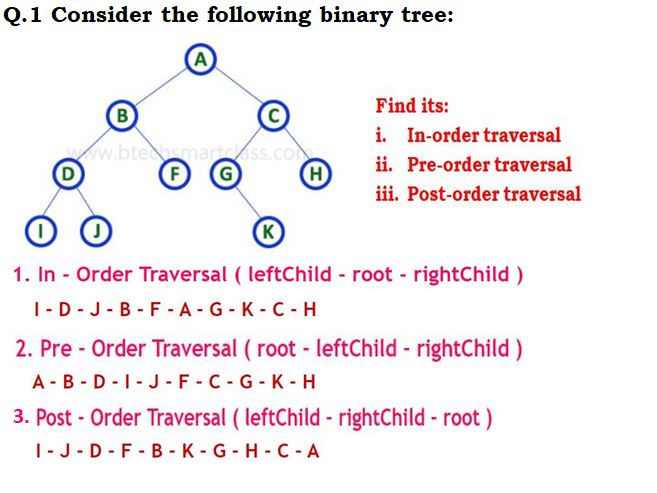 Q.1 Consider the following binary tree:
A
B
C
www.btechsmartclass.com
D
F
G
H
I
J
K
Find its:
i. In-order traversal
ii. Pre-order traversal
iii. Post-order traversal
1. In - Order Traversal ( leftChild - root - rightChild )
I - D - J - B - F - A - G - K - C - H
2. Pre - Order Traversal ( root - leftChild - rightChild )
A - B - D - I - J - F - C - G - K - H
3. Post - Order Traversal ( leftChild - rightChild - root )
I - J - D - F - B - K - G - H - C - A